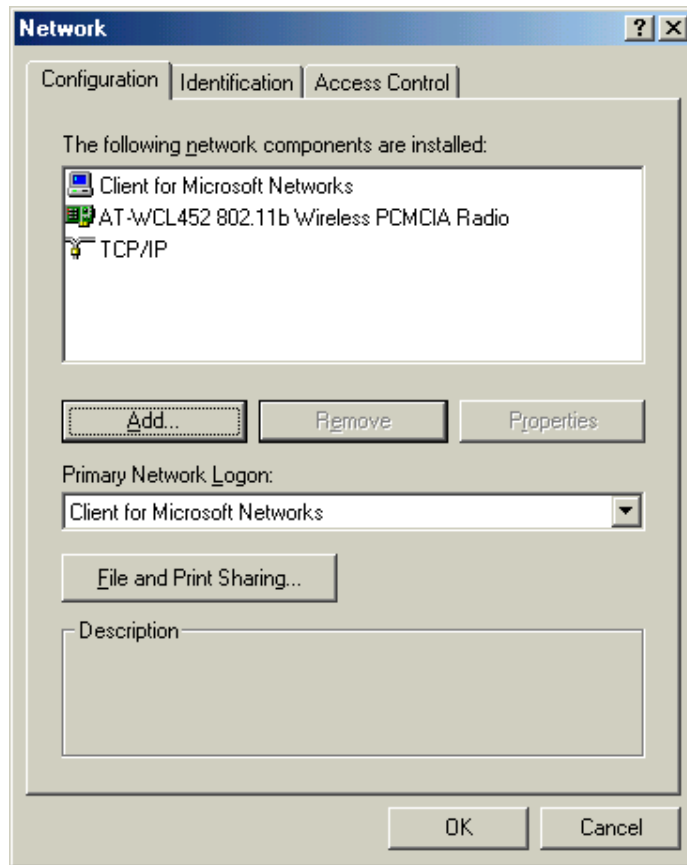 Network
Configuration Identification Access Control
The following network components are installed:
Client for Microsoft Networks
AT-WCL452 802.11b Wireless PCMCIA Radio
TCP/IP
Add... Remove Properties
Primary Network Logon:
Client for Microsoft Networks
File and Print Sharing...
Description
OK Cancel